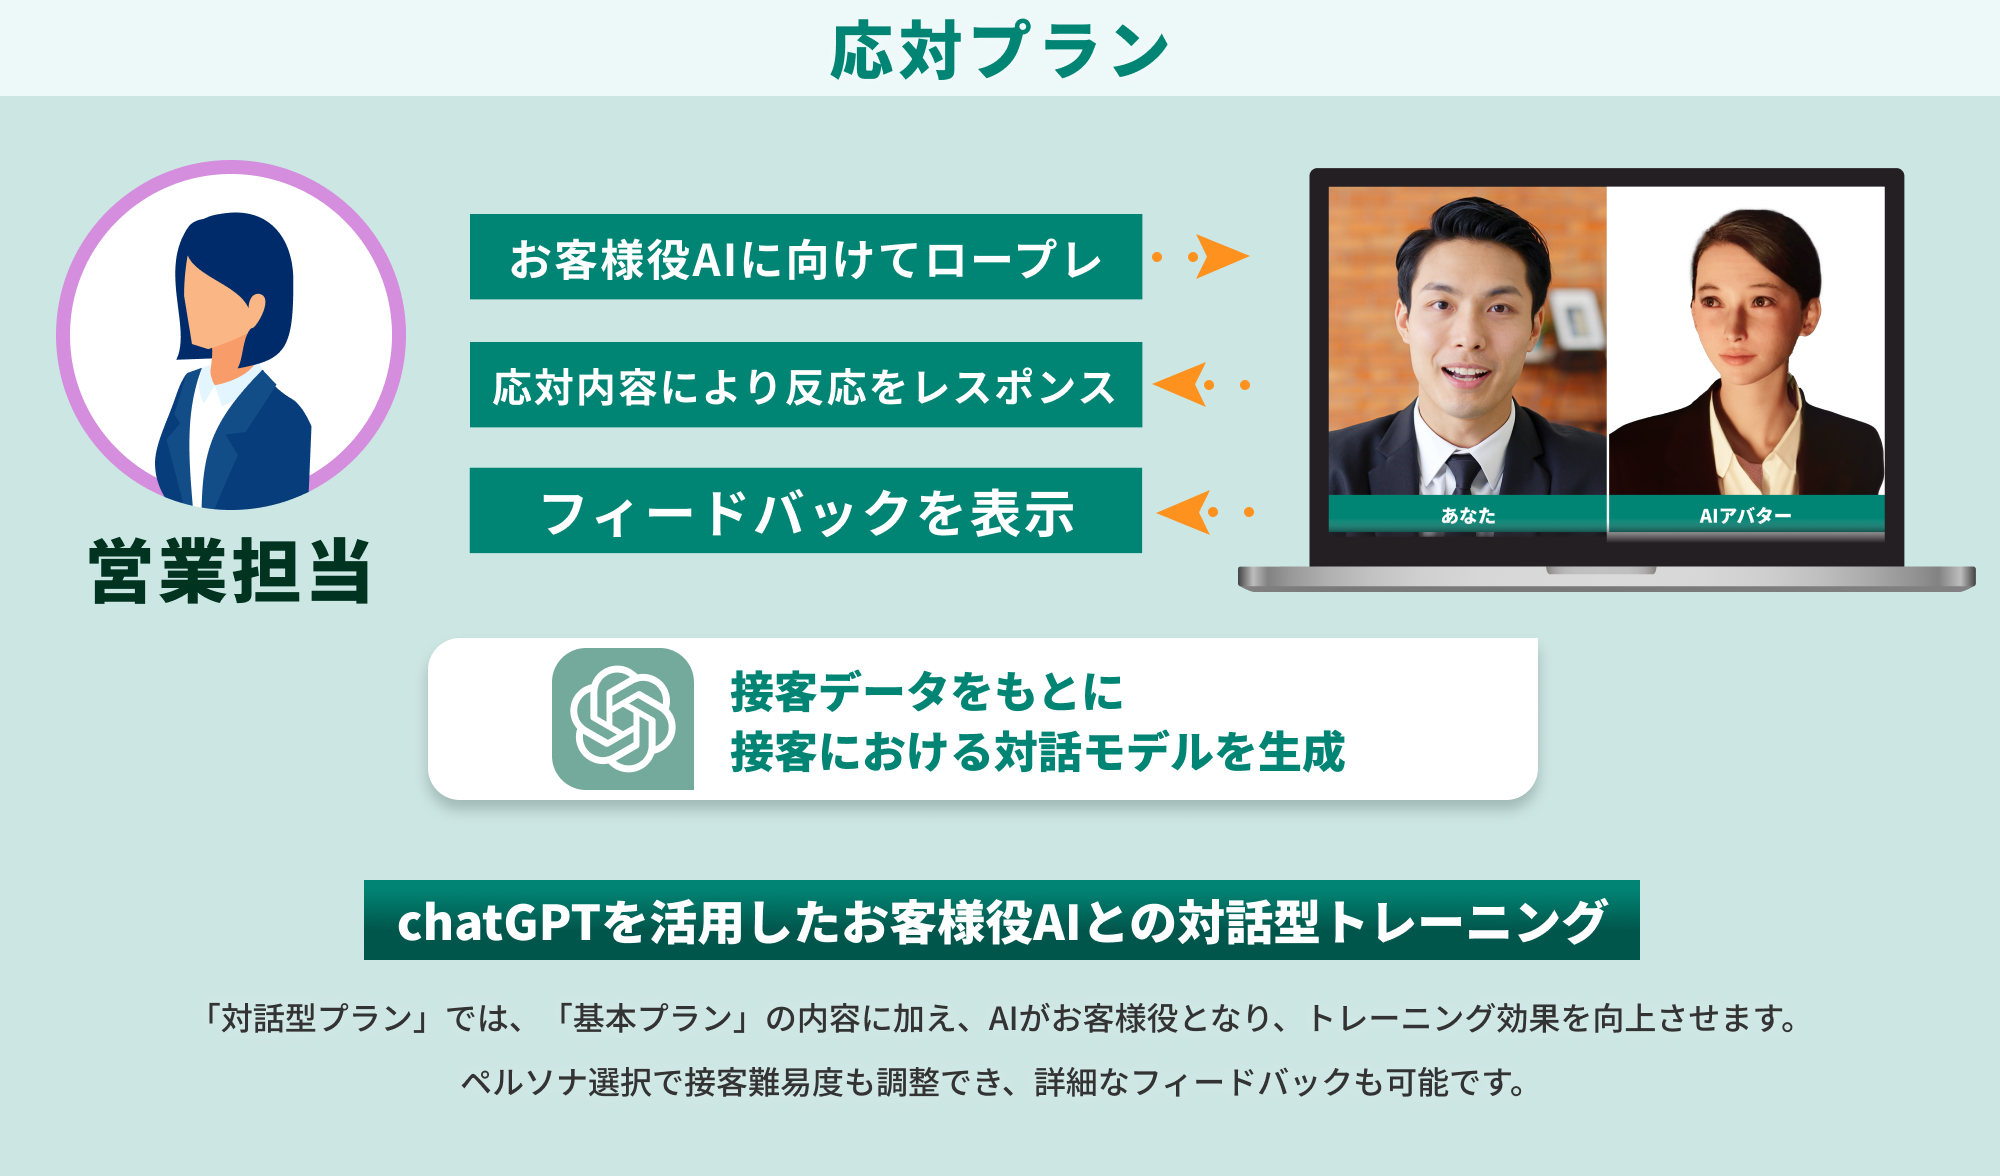 応対プラン
お客様役AIに向けてロープレ
応対内容により反応をレスポンス
フィードバックを表示
営業担当
あなた
AIアバター
接客データをもとに
接客における対話モデルを生成
chatGPTを活用したお客様役AIとの対話型トレーニング
「対話型プラン」では、「基本プラン」の内容に加え、AIがお客様役となり、トレーニング効果を向上させます。
ペルソナ選択で接客難易度も調整でき、詳細なフィードバックも可能です。